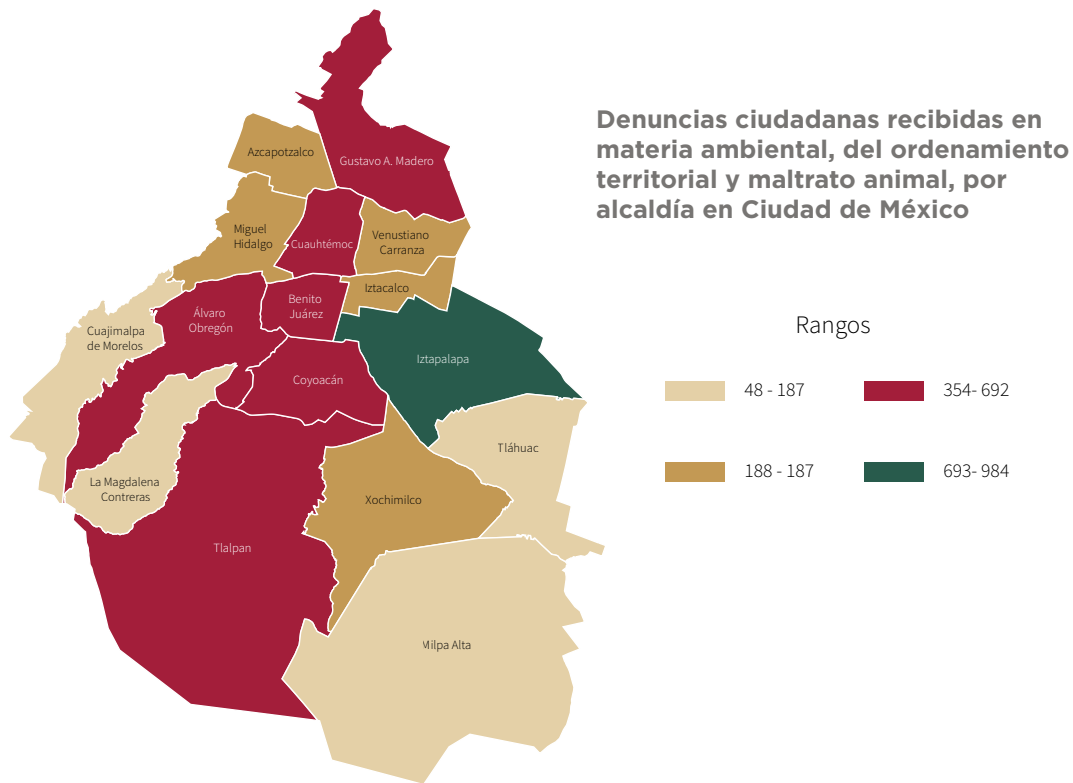 Denuncias ciudadanas recibidas en
materia ambiental, del ordenamiento
territorial y maltrato animal, por
alcaldía en Ciudad de México
Azcapotzalco
Gustavo A. Madero
Miguel
Hidalgo
Cuauhtémoc
Venustiano
Carranza
Iztacalco
Cuajimalpa
de Morelos
Álvaro
Obregón
Benito
Juárez
Iztapalapa
Coyoacán
Tláhuac
La Magdalena
Contreras
Xochimilco
Tlalpan
Milpa Alta
Rangos
48 - 187
354- 692
188 - 187
693- 984